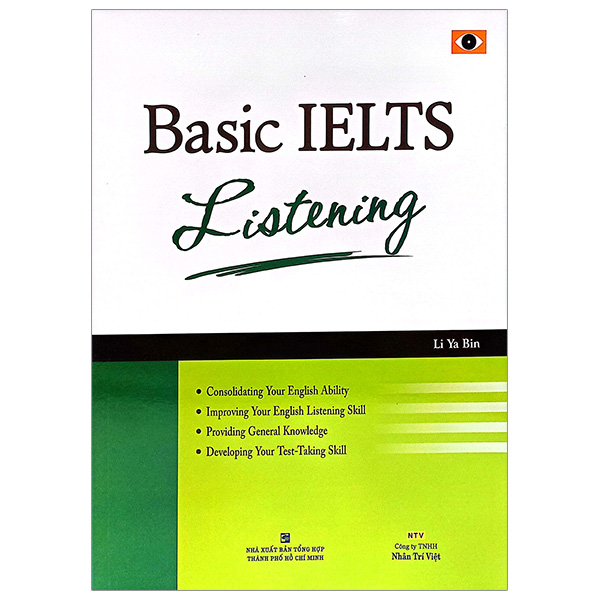 Basic IELTS
Listening
Li Ya Bin
• Consolidating Your English Ability
• Improving Your English Listening Skill
• Providing General Knowledge
• Developing Your Test-Taking Skill
NHÀ XUẤT BẢN TỔNG HỢP
THÀNH PHỐ HỒ CHÍ MINH
NTV
Công ty TNHH
Nhân Trí Việt